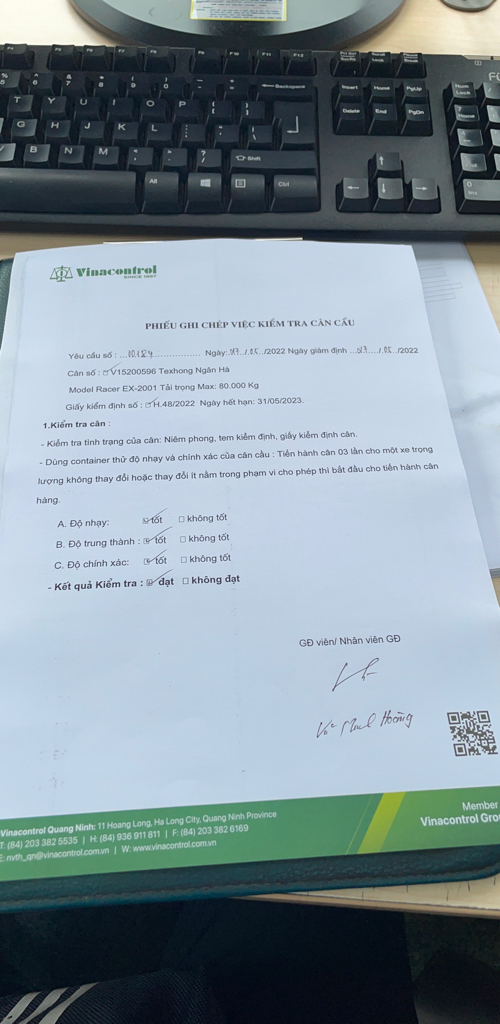 Vinacontrol
SINCE 1957
PHIẾU GHI CHÉP VIỆC KIỂM TRA CÂN CẦU
Yêu cầu số : ...00184.................... Ngày: /05../2022 Ngày giám định ..../05../2022
Cân số : V15200596 Texhong Ngân Hà
Model Racer EX-2001 Tải trọng Max: 80.000 Kg
Giấy kiểm định số : H.48/2022 Ngày hết hạn: 31/05/2023.
1.Kiểm tra cân :
- Kiểm tra tình trạng của cân: Niêm phong, tem kiểm định, giấy kiểm định cân.
- Dùng container thử độ nhạy và chính xác của cân cầu : Tiến hành cân 03 lần cho một xe trọng
lượng không thay đổi hoặc thay đổi ít nằm trong phạm vi cho phép thì bắt đầu cho tiến hành cân
hàng.
A. Độ nhạy: ☑ tốt ☐ không tốt
B. Độ trung thành : ☑ tốt ☐ không tốt
C. Độ chính xác: ☑ tốt ☐ không tốt
- Kết quả Kiểm tra : ☑ đạt ☐ không đạt
GĐ viên/ Nhân viên GĐ
Hoàng
Vinacontrol Quang Ninh: 11 Hoang Long, Ha Long City, Quang Ninh Province
T: (84) 203 382 5535 | H: (84) 936 911 811 | F: (84) 203 382 6169
E: nvth_qn@vinacontrol.com.vn | W: www.vinacontrol.com.vn
Member
Vinacontrol Gro